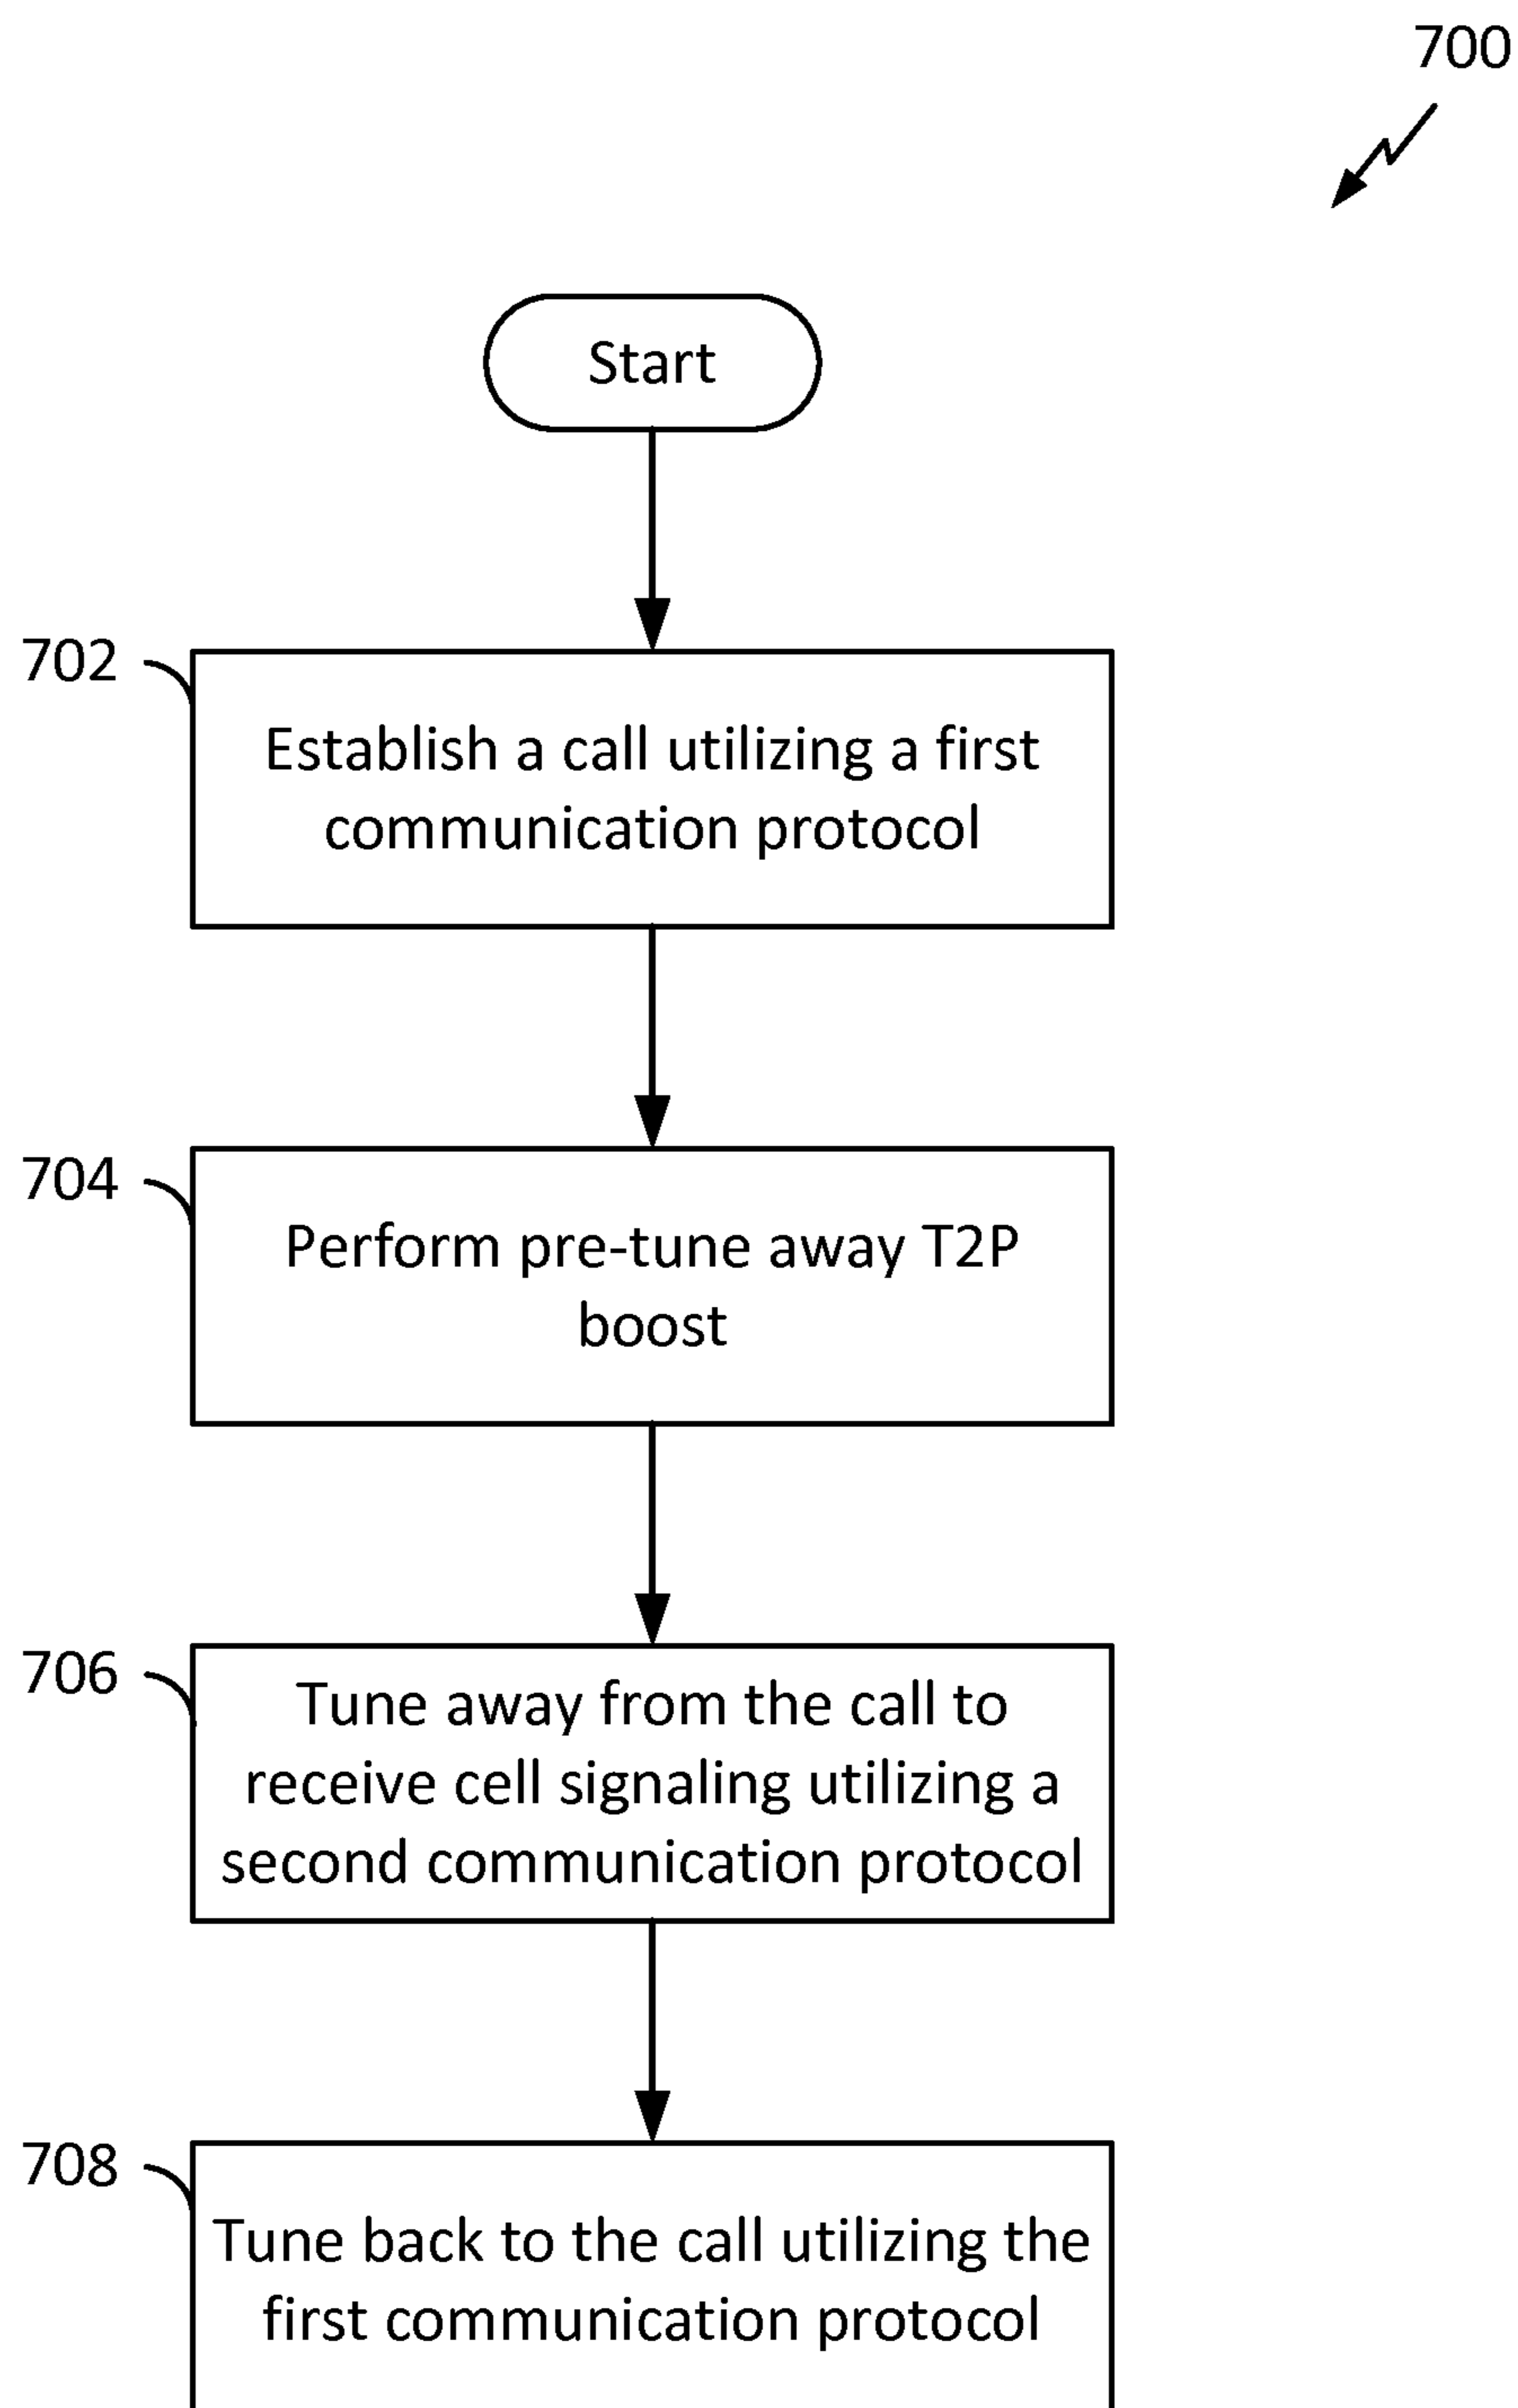 700
Start
702
Establish a call utilizing a first
communication protocol
704
Perform pre-tune away T2P
boost
706
Tune away from the call to
receive cell signaling utilizing a
second communication protocol
708
Tune back to the call utilizing the
first communication protocol